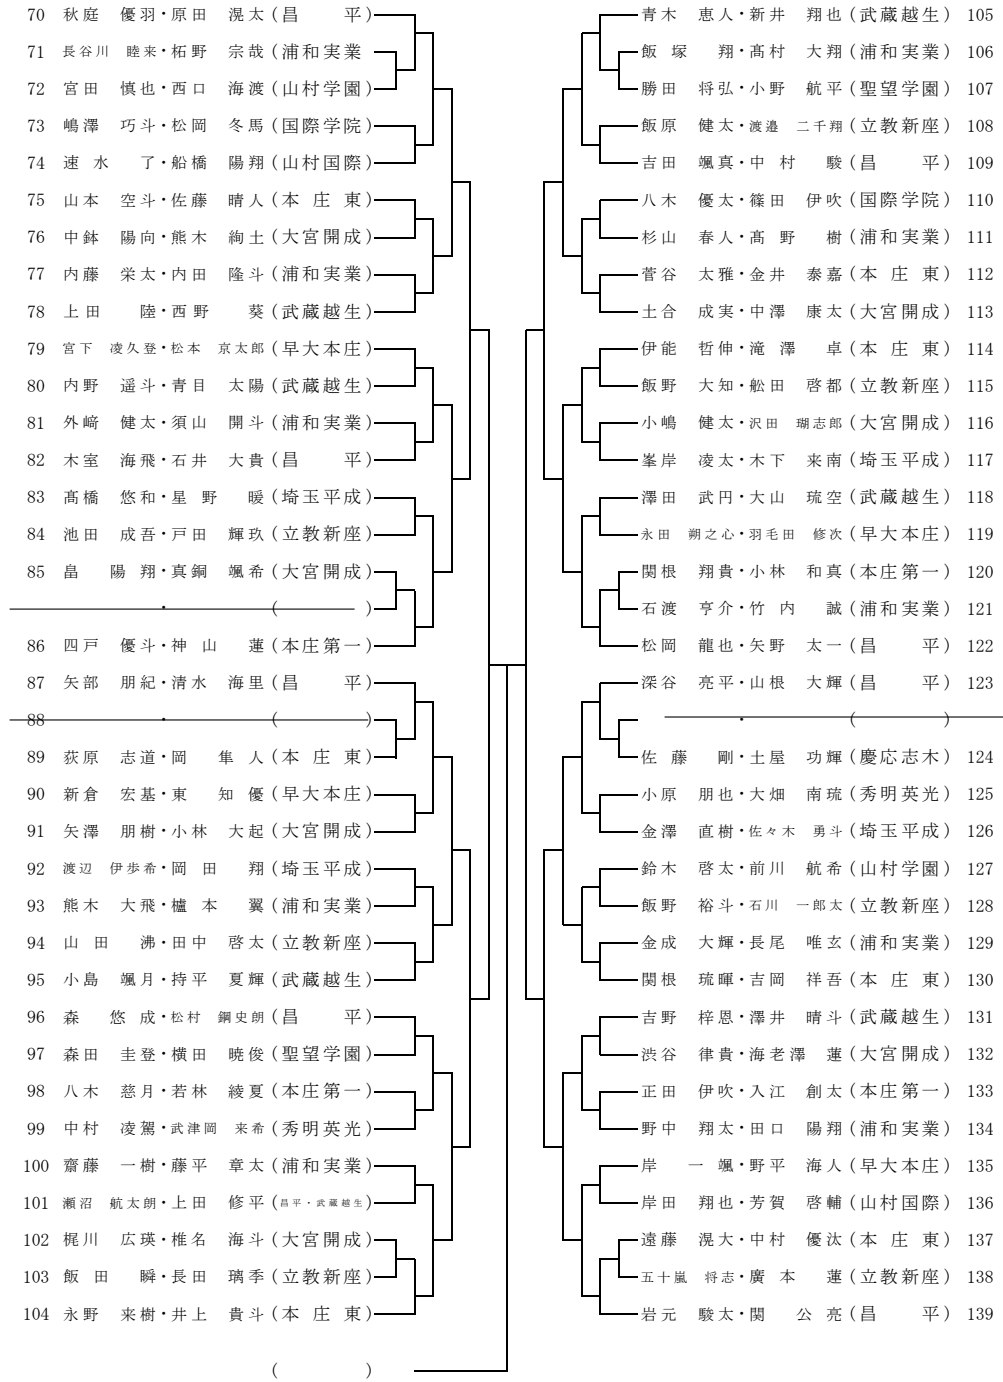 70 秋庭 優羽・原田 滉太（昌 平）
71 長谷川 睦来・柘野 宗哉（浦和実業
72 宮田 慎也・西口 海渡（山村学園）
73 嶋澤 巧斗・松岡 冬馬（国際学院）
74 速水 了・船橋 陽翔（山村国際）
75 山本 空斗・佐藤 晴人（本庄東）
76 中鉢 陽向・熊木 絢土（大宮開成）
77 内藤 栄太・内田 隆斗（浦和実業）
78 上田 陸・西野 葵（武蔵越生）
79 宮下 凌久登・松本 京太郎（早大本庄）
80 内野 遥斗・青目 太陽（武蔵越生）
81 外﨑 健太・須山 開斗（浦和実業）
82 木室 海飛・石井 大貴（昌 平）
83 髙橋 悠和・星野 暖（埼玉平成）
84 池田 成吾・戸田 輝玖（立教新座）
85 畠 陽翔・真銅 颯希（大宮開成）
・（ ）
86 四戸 優斗・神山 蓮（本庄第一）
87 矢部 朋紀・清水 海里（昌 平）
88 ・（ ）
89 荻原 志道・岡 隼人（本庄東）
90 新倉 宏基・東 知優（早大本庄）
91 矢澤 朋樹・小林 大起（大宮開成）
92 渡辺 伊歩希・岡田 翔（埼玉平成）
93 熊木 大飛・櫨本 翼（浦和実業）
94 山田 沸・田中 啓太（立教新座）
95 小島 颯月・持平 夏輝（武蔵越生）
96 森 悠成・松村 鋼史朗（昌 平）
97 森田 圭登・横田 暁俊（聖望学園）
98 八木 慈月・若林 綾夏（本庄第一）
99 中村 凌駕・武津岡 来希（秀明英光）
100 齋藤 一樹・藤平 章太（浦和実業）
101 瀬沼 航太朗・上田 修平（昌平・武蔵越生）
102 梶川 広瑛・椎名 海斗（大宮開成）
103 飯田 瞬・長田 璃季（立教新座）
104 永野 来樹・井上 貴斗（本庄東）
（ ）
青木 恵人・新井 翔也（武蔵越生）105
飯塚 翔・髙村 大翔（浦和実業）106
勝田 将弘・小野 航平（聖望学園）107
飯原 健太・渡邉 二千翔（立教新座）108
吉田 颯真・中村 駿（昌 平）109
八木 優太・篠田 伊吹（国際学院）110
杉山 春人・髙野 樹（浦和実業）111
菅谷 太雅・金井 泰嘉（本庄東）112
土合 成実・中澤 康太（大宮開成）113
伊能 哲伸・滝澤 卓（本庄東）114
飯野 大知・舩田 啓都（立教新座）115
小嶋 健太・沢田 瑚志郎（大宮開成）116
峯岸 凌太・木下 来南（埼玉平成）117
澤田 武円・大山 琉空（武蔵越生）118
永田 朔之心・羽毛田 修次（早大本庄）119
関根 翔貴・小林 和真（本庄第一）120
石渡 亨介・竹内 誠（浦和実業）121
松岡 龍也・矢野 太一（昌 平）122
深谷 亮平・山根 大輝（昌 平）123
・（ ）
佐藤 剛・土屋 功輝（慶応志木）124
小原 朋也・大畑 南琉（秀明英光）125
金澤 直樹・佐々木 勇斗（埼玉平成）126
鈴木 啓太・前川 航希（山村学園）127
飯野 裕斗・石川 一郎太（立教新座）128
金成 大輝・長尾 唯玄（浦和実業）129
関根 琉暉・吉岡 祥吾（本庄東）130
吉野 梓恩・澤井 晴斗（武蔵越生）131
渋谷 律貴・海老澤 蓮（大宮開成）132
正田 伊吹・入江 創太（本庄第一）133
野中 翔太・田口 陽翔（浦和実業）134
岸 一颯・野平 海人（早大本庄）135
岸田 翔也・芳賀 啓輔（山村国際）136
遠藤 滉大・中村 優汰（本庄東）137
五十嵐 将志・廣本 蓮（立教新座）138
岩元 駿太・関 公亮（昌 平）139